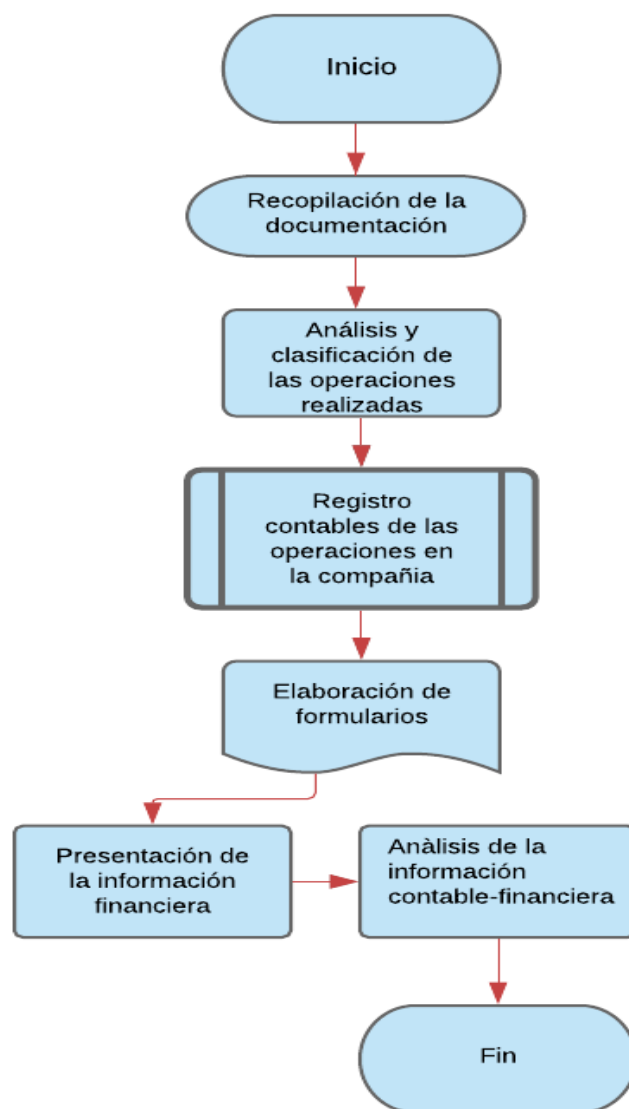 Inicio
Recopilación de la
documentación
Análisis y
clasificación de
las operaciones
realizadas
Registro
contables de las
operaciones en
la compañia
Elaboración de
formularios
Presentación de
la información
financiera
Anàlisis de la
información
contable-financiera
Fin